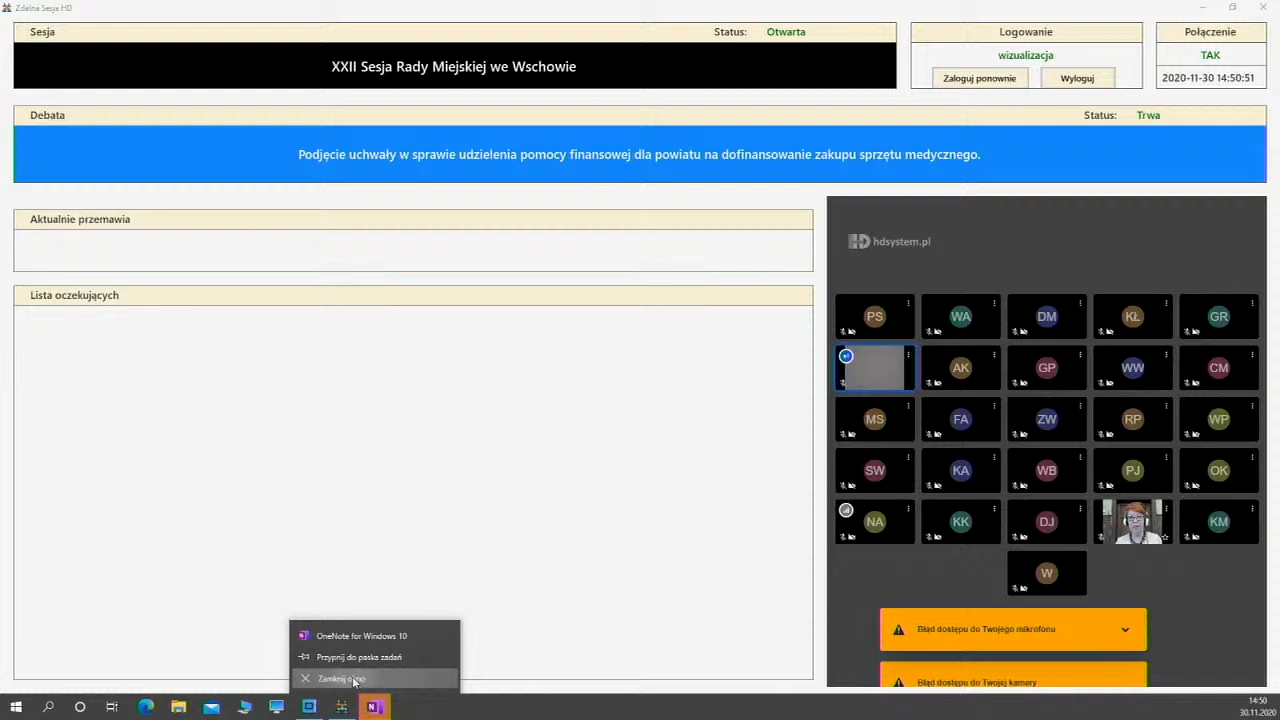 Zdalna Sesja HD
Sesja
Status: Otwarta
XXII Sesja Rady Miejskiej we Wschowie
Logowanie
wizualizacja
Zaloguj ponownie
Wyloguj
Połączenie
TAK
2020-11-30 14:50:51
Debata
Status: Trwa
Podjęcie uchwały w sprawie udzielenia pomocy finansowej dla powiatu na dofinansowanie zakupu sprzętu medycznego.
Aktualnie przemawia
Lista oczekujących
HD hdsystem.pl
PS WA DM KŁ GR
AK GP WW CM
MS FA ZW RP WP
SW KA WB PJ OK
NA KK DJ KM
W
Błąd dostępu do Twojego mikrofonu
Błąd dostępu do Twojej kamery
OneNote for Windows 10
Przypnij do paska zadań
Zamknij okno
14:50
30.11.2020